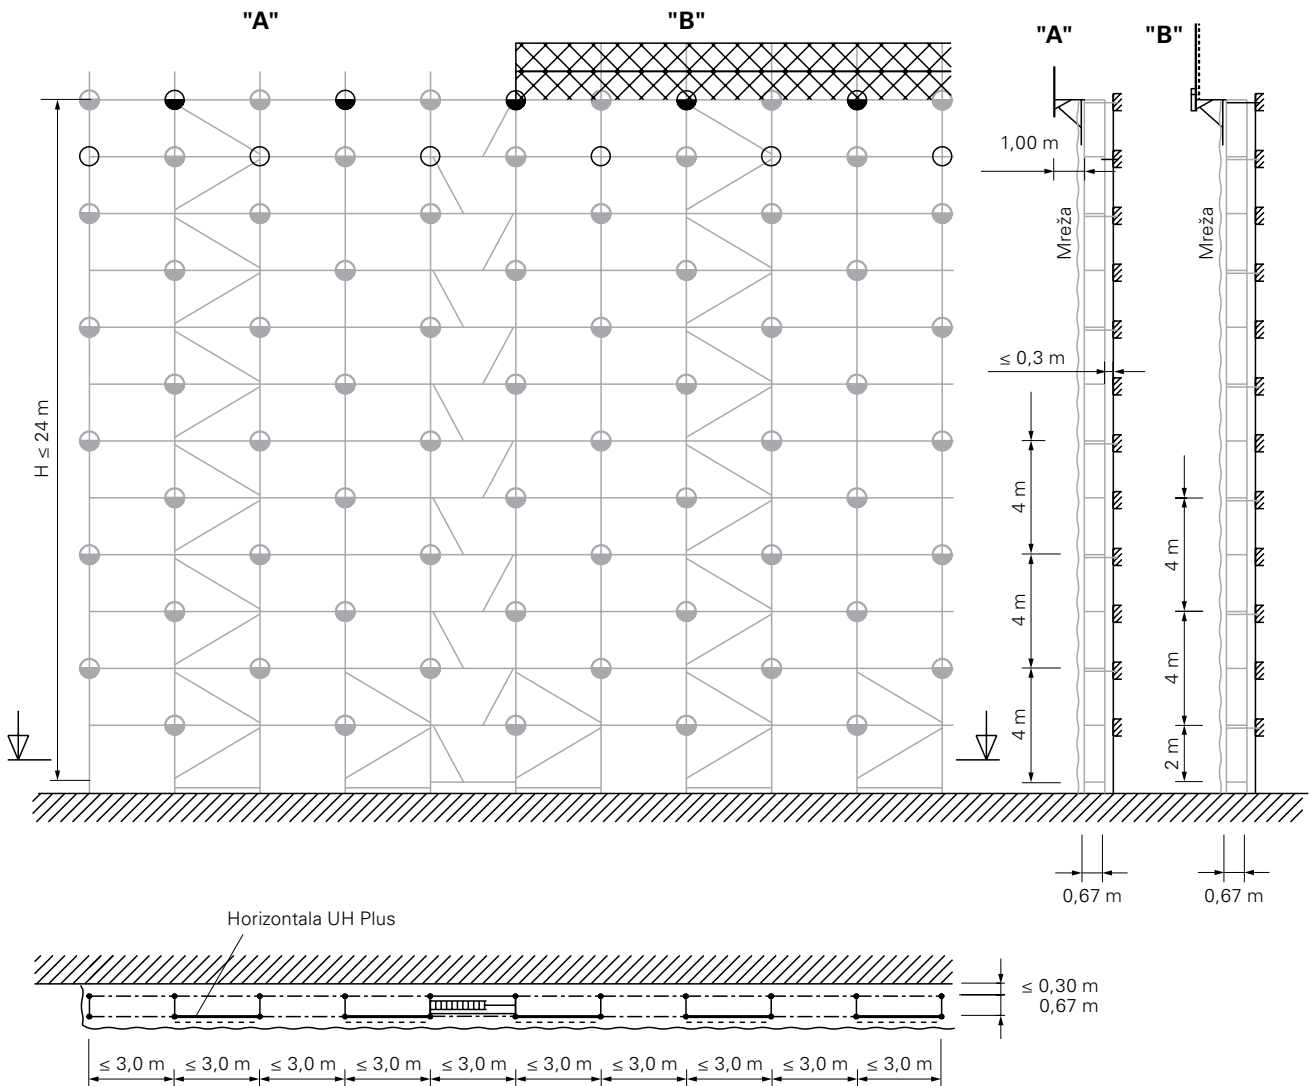 "A"
"B"
"A"
"B"
1,00 m
Mreža
Mreža
≤ 0,3 m
H ≤ 24 m
4 m
4 m
4 m
4 m
4 m
2 m
0,67 m
0,67 m
Horizontala UH Plus
≤ 0,30 m
0,67 m
≤ 3,0 m
≤ 3,0 m
≤ 3,0 m
≤ 3,0 m
≤ 3,0 m
≤ 3,0 m
≤ 3,0 m
≤ 3,0 m
≤ 3,0 m
≤ 3,0 m